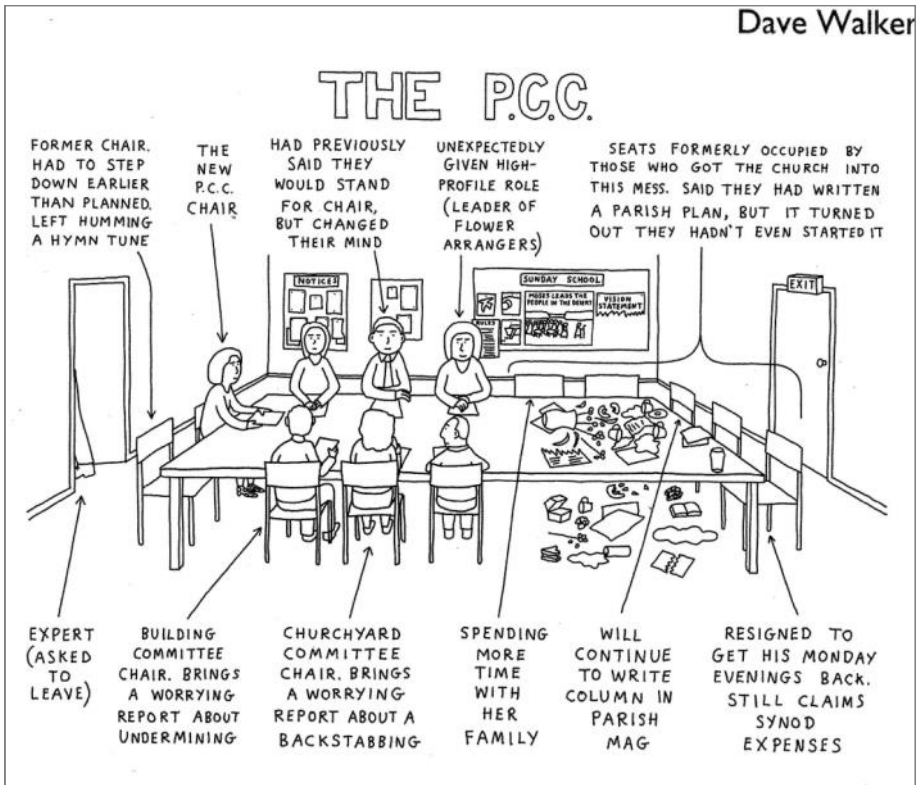 Dave Walker
THE P.C.C.
FORMER CHAIR.
HAD TO STEP
DOWN EARLIER
THAN PLANNED.
LEFT HUMMING
A HYMN TUNE
THE
NEW
P.C.C.
CHAIR
HAD PREVIOUSLY
SAID THEY
WOULD STAND
FOR CHAIR,
BUT CHANGED
THEIR MIND
UNEXPECTEDLY
GIVEN HIGH-
PROFILE ROLE
(LEADER OF
FLOWER
ARRANGERS)
SEATS FORMERLY OCCUPIED BY
THOSE WHO GOT THE CHURCH INTO
THIS MESS. SAID THEY HAD WRITTEN
A PARISH PLAN, BUT IT TURNED
OUT THEY HADN'T EVEN STARTED IT
NOTICES
SUNDAY SCHOOL
MOSES LEADS THE
PEOPLE IN THE DESERT
VISION
STATEMENT
RULES
EXIT
EXPERT
(ASKED
TO
LEAVE)
BUILDING
COMMITTEE
CHAIR. BRINGS
A WORRYING
REPORT ABOUT
UNDERMINING
CHURCHYARD
COMMITTEE
CHAIR. BRINGS
A WORRYING
REPORT ABOUT A
BACKSTABBING
SPENDING
MORE
TIME
WITH
HER
FAMILY
WILL
CONTINUE
TO WRITE
COLUMN IN
PARISH
MAG
RESIGNED TO
GET HIS MONDAY
EVENINGS BACK.
STILL CLAIMS
SYNOD
EXPENSES